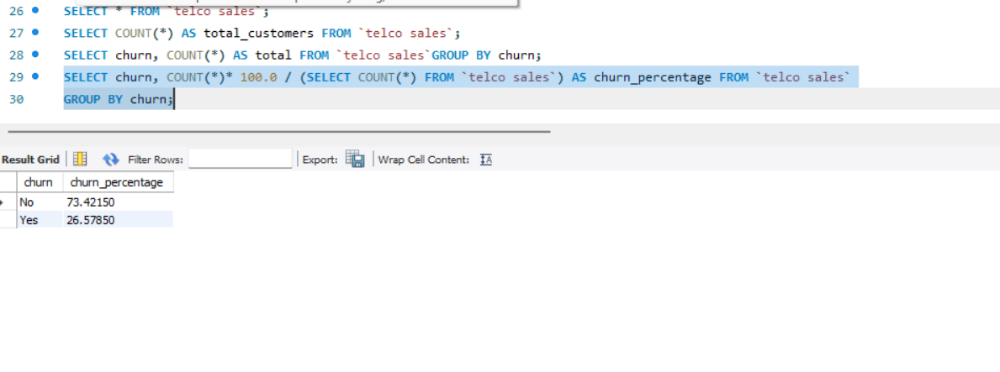 26 SELECT * FROM `telco sales`;
27 SELECT COUNT(*) AS total_customers FROM `telco sales`;
28 SELECT churn, COUNT(*) AS total FROM `telco sales`GROUP BY churn;
29 SELECT churn, COUNT(*)* 100.0 / (SELECT COUNT(*) FROM `telco sales`) AS churn_percentage FROM `telco sales`
30 GROUP BY churn;
Result Grid Filter Rows: Export: Wrap Cell Content: IA
churn churn_percentage
No 73.42150
Yes 26.57850